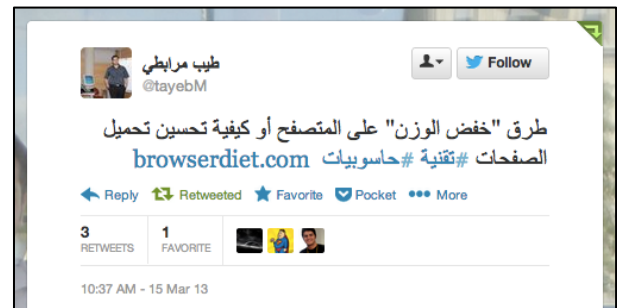 طيب مرابطي
@tayebM
Follow
طرق "خفض الوزن" على المتصفح أو كيفية تحسين تحميل
الصفحات #تقنية #حاسوبيات browserdiet.com
Reply Retweeted Favorite Pocket More
3 1
RETWEETS FAVORITE
10:37 AM - 15 Mar 13